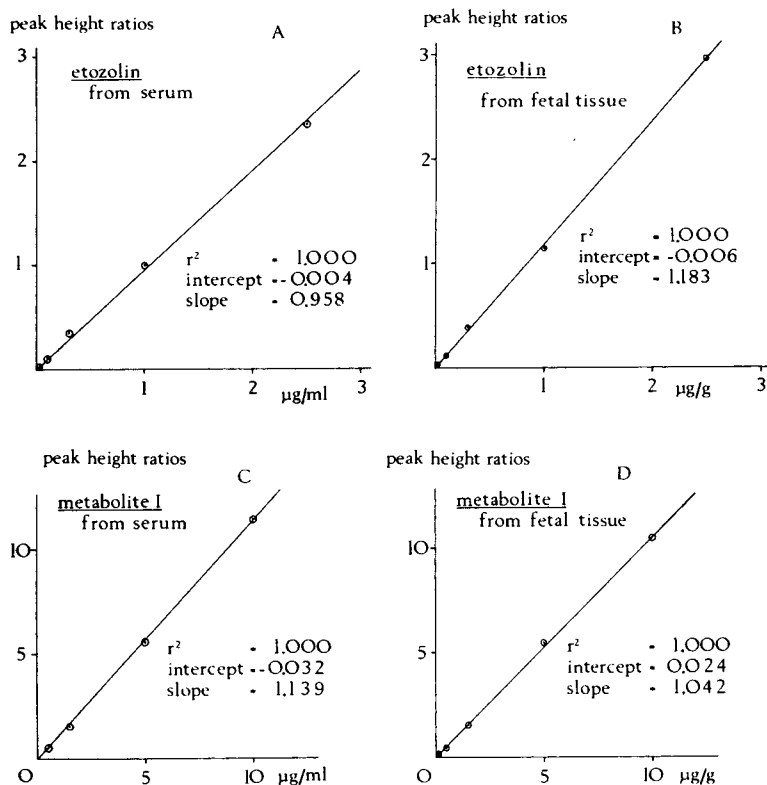 peak height ratios
A
3
etozolin
from serum
2
1
r² = 1.000
intercept = -0.004
slope = 0.958
1 2 3
µg/ml
peak height ratios
B
3
etozolin
from fetal tissue
2
1
r² = 1.000
intercept = -0.006
slope = 1.183
1 2 3
µg/g
peak height ratios
C
metabolite I
from serum
10
5
r² = 1.000
intercept = -0.032
slope = 1.139
0 5 10 µg/ml
peak height ratios
D
metabolite I
from fetal tissue
10
5
r² = 1.000
intercept = 0.024
slope = 1.042
0 5 10 µg/g